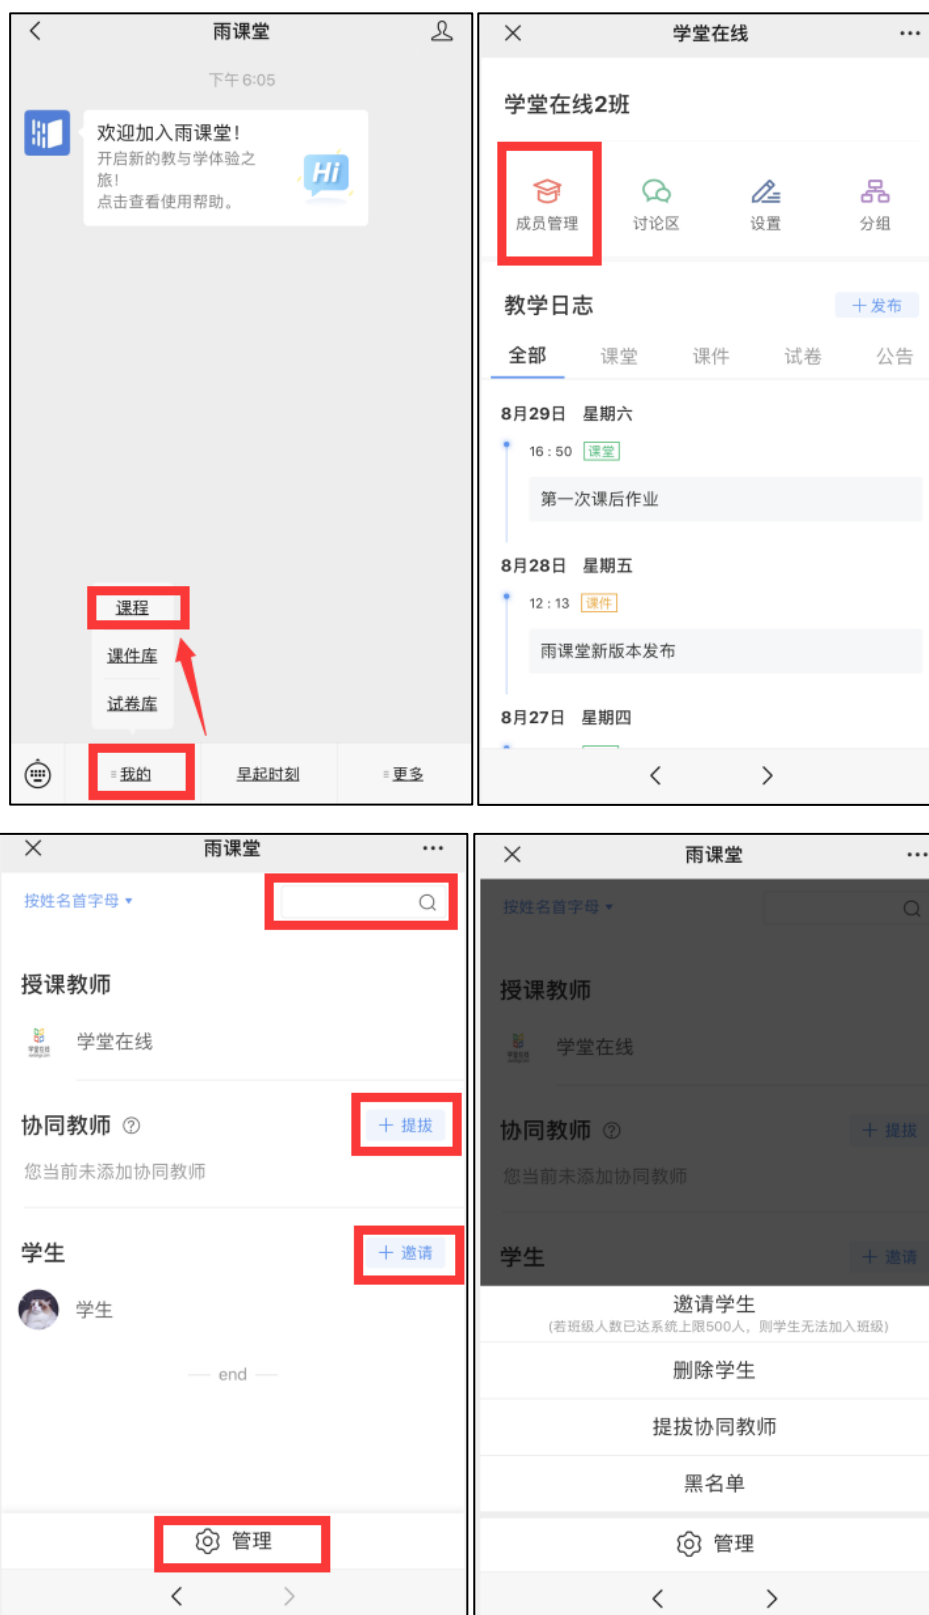 雨课堂
下午 6:05
欢迎加入雨课堂！
开启新的教与学体验之
旅！
点击查看使用帮助。
Hi
课程
课件库
试卷库
我的
早起时刻
更多
学堂在线
学堂在线2班
成员管理
讨论区
设置
分组
教学日志
＋发布
全部
课堂
课件
试卷
公告
8月29日 星期六
16 : 50 课堂
第一次课后作业
8月28日 星期五
12 : 13 课件
雨课堂新版本发布
8月27日 星期四
雨课堂
按姓名首字母
授课教师
学堂在线
协同教师
＋ 提拔
您当前未添加协同教师
学生
＋ 邀请
学生
end
管理
雨课堂
按姓名首字母
授课教师
学堂在线
协同教师
＋ 提拔
您当前未添加协同教师
学生
＋ 邀请
邀请学生
(若班级人数已达系统上限500人，则学生无法加入班级)
删除学生
提拔协同教师
黑名单
管理